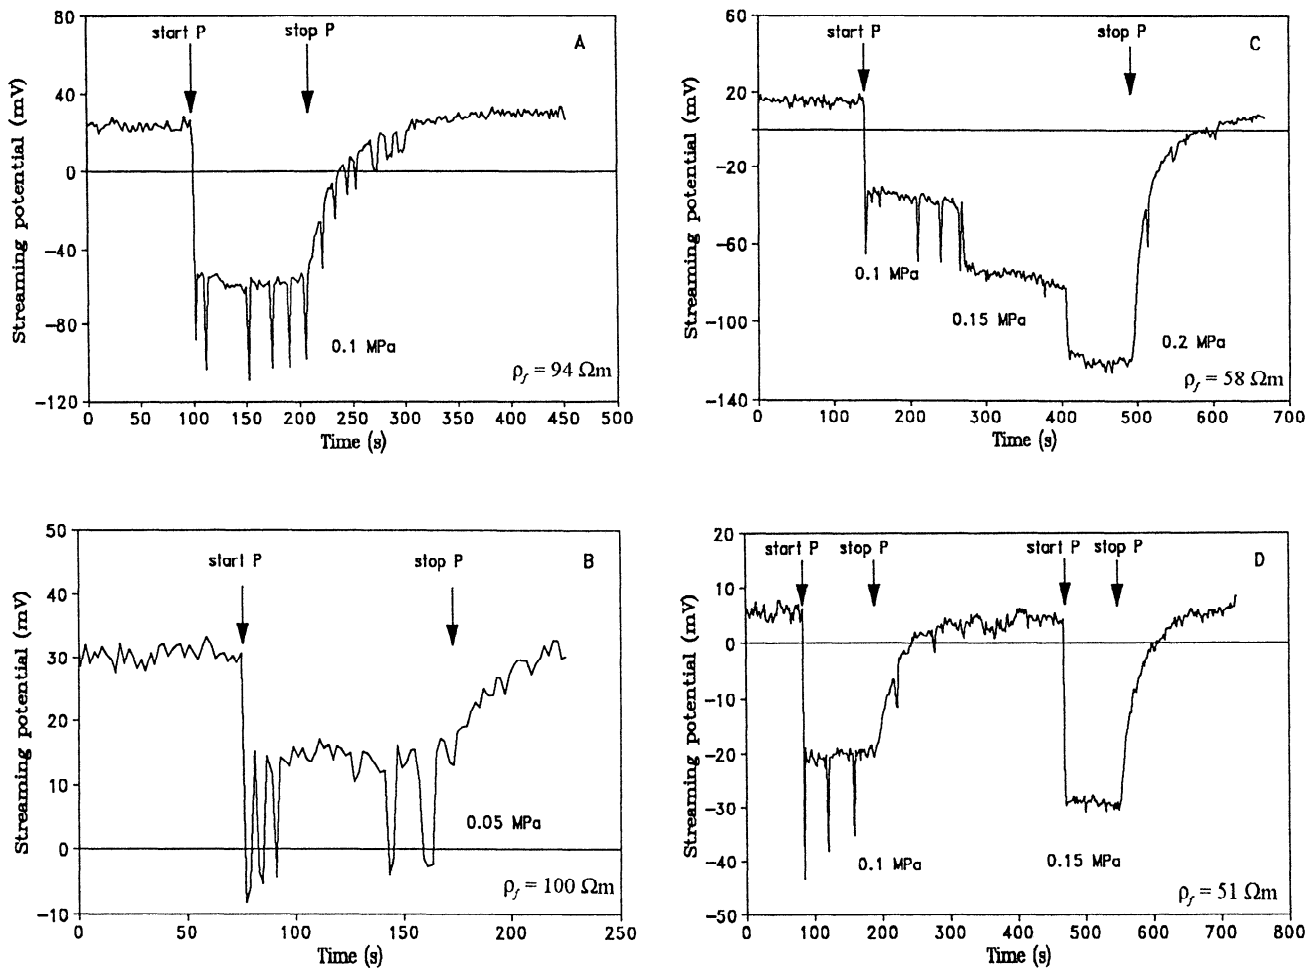 80
40
0
−40
−80
−120
Streaming potential (mV)
start P
stop P
A
0.1 MPa
ρf = 94 Ωm
0 50 100 150 200 250 300 350 400 450 500
Time (s)
60
20
−20
−60
−100
−140
Streaming potential (mV)
start P
stop P
C
0.1 MPa
0.15 MPa
0.2 MPa
ρf = 58 Ωm
0 100 200 300 400 500 600 700
Time (s)
50
40
30
20
10
0
−10
Streaming potential (mV)
start P
stop P
B
0.05 MPa
ρf = 100 Ωm
0 50 100 150 200 250
Time (s)
20
10
0
−10
−20
−30
−40
−50
Streaming potential (mV)
start P stop P start P stop P
D
0.1 MPa
0.15 MPa
ρf = 51 Ωm
0 100 200 300 400 500 600 700 800
Time (s)